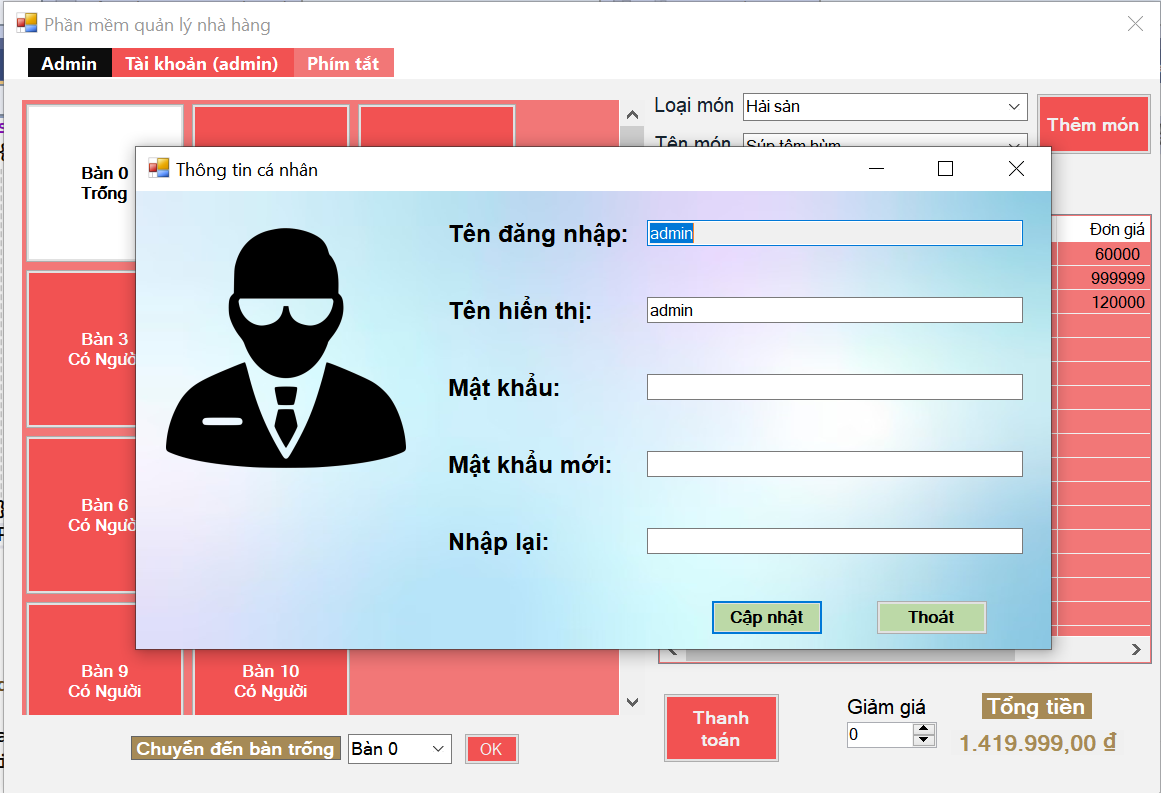 Phần mềm quản lý nhà hàng
Admin Tài khoản (admin) Phím tắt
Loại món Hải sản Thêm món
Tên món Súp tôm hùm
Bàn 0
Trống
Thông tin cá nhân
Tên đăng nhập: admin
Tên hiển thị: admin
Mật khẩu:
Mật khẩu mới:
Nhập lại:
Cập nhật Thoát
Đơn giá
60000
999999
120000
Bàn 3
Có Người
Bàn 6
Có Người
Bàn 9
Có Người
Bàn 10
Có Người
Chuyển đến bàn trống Bàn 0 OK
Thanh
toán
Giảm giá
0
Tổng tiền
1.419.999,00 đ